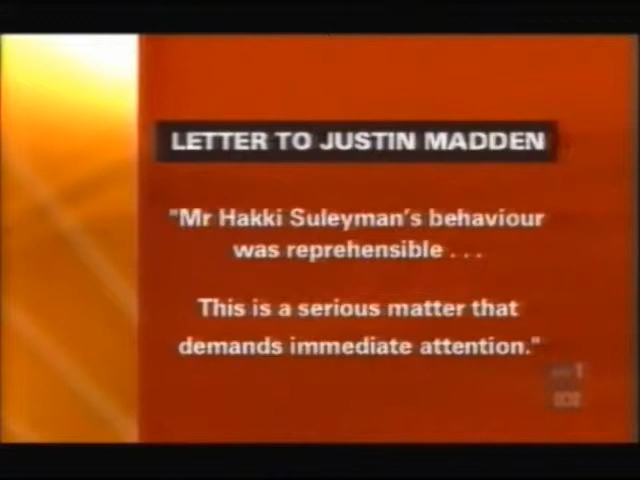 LETTER TO JUSTIN MADDEN
"Mr Hakki Suleyman's behaviour
was reprehensible . . .
This is a serious matter that
demands immediate attention."